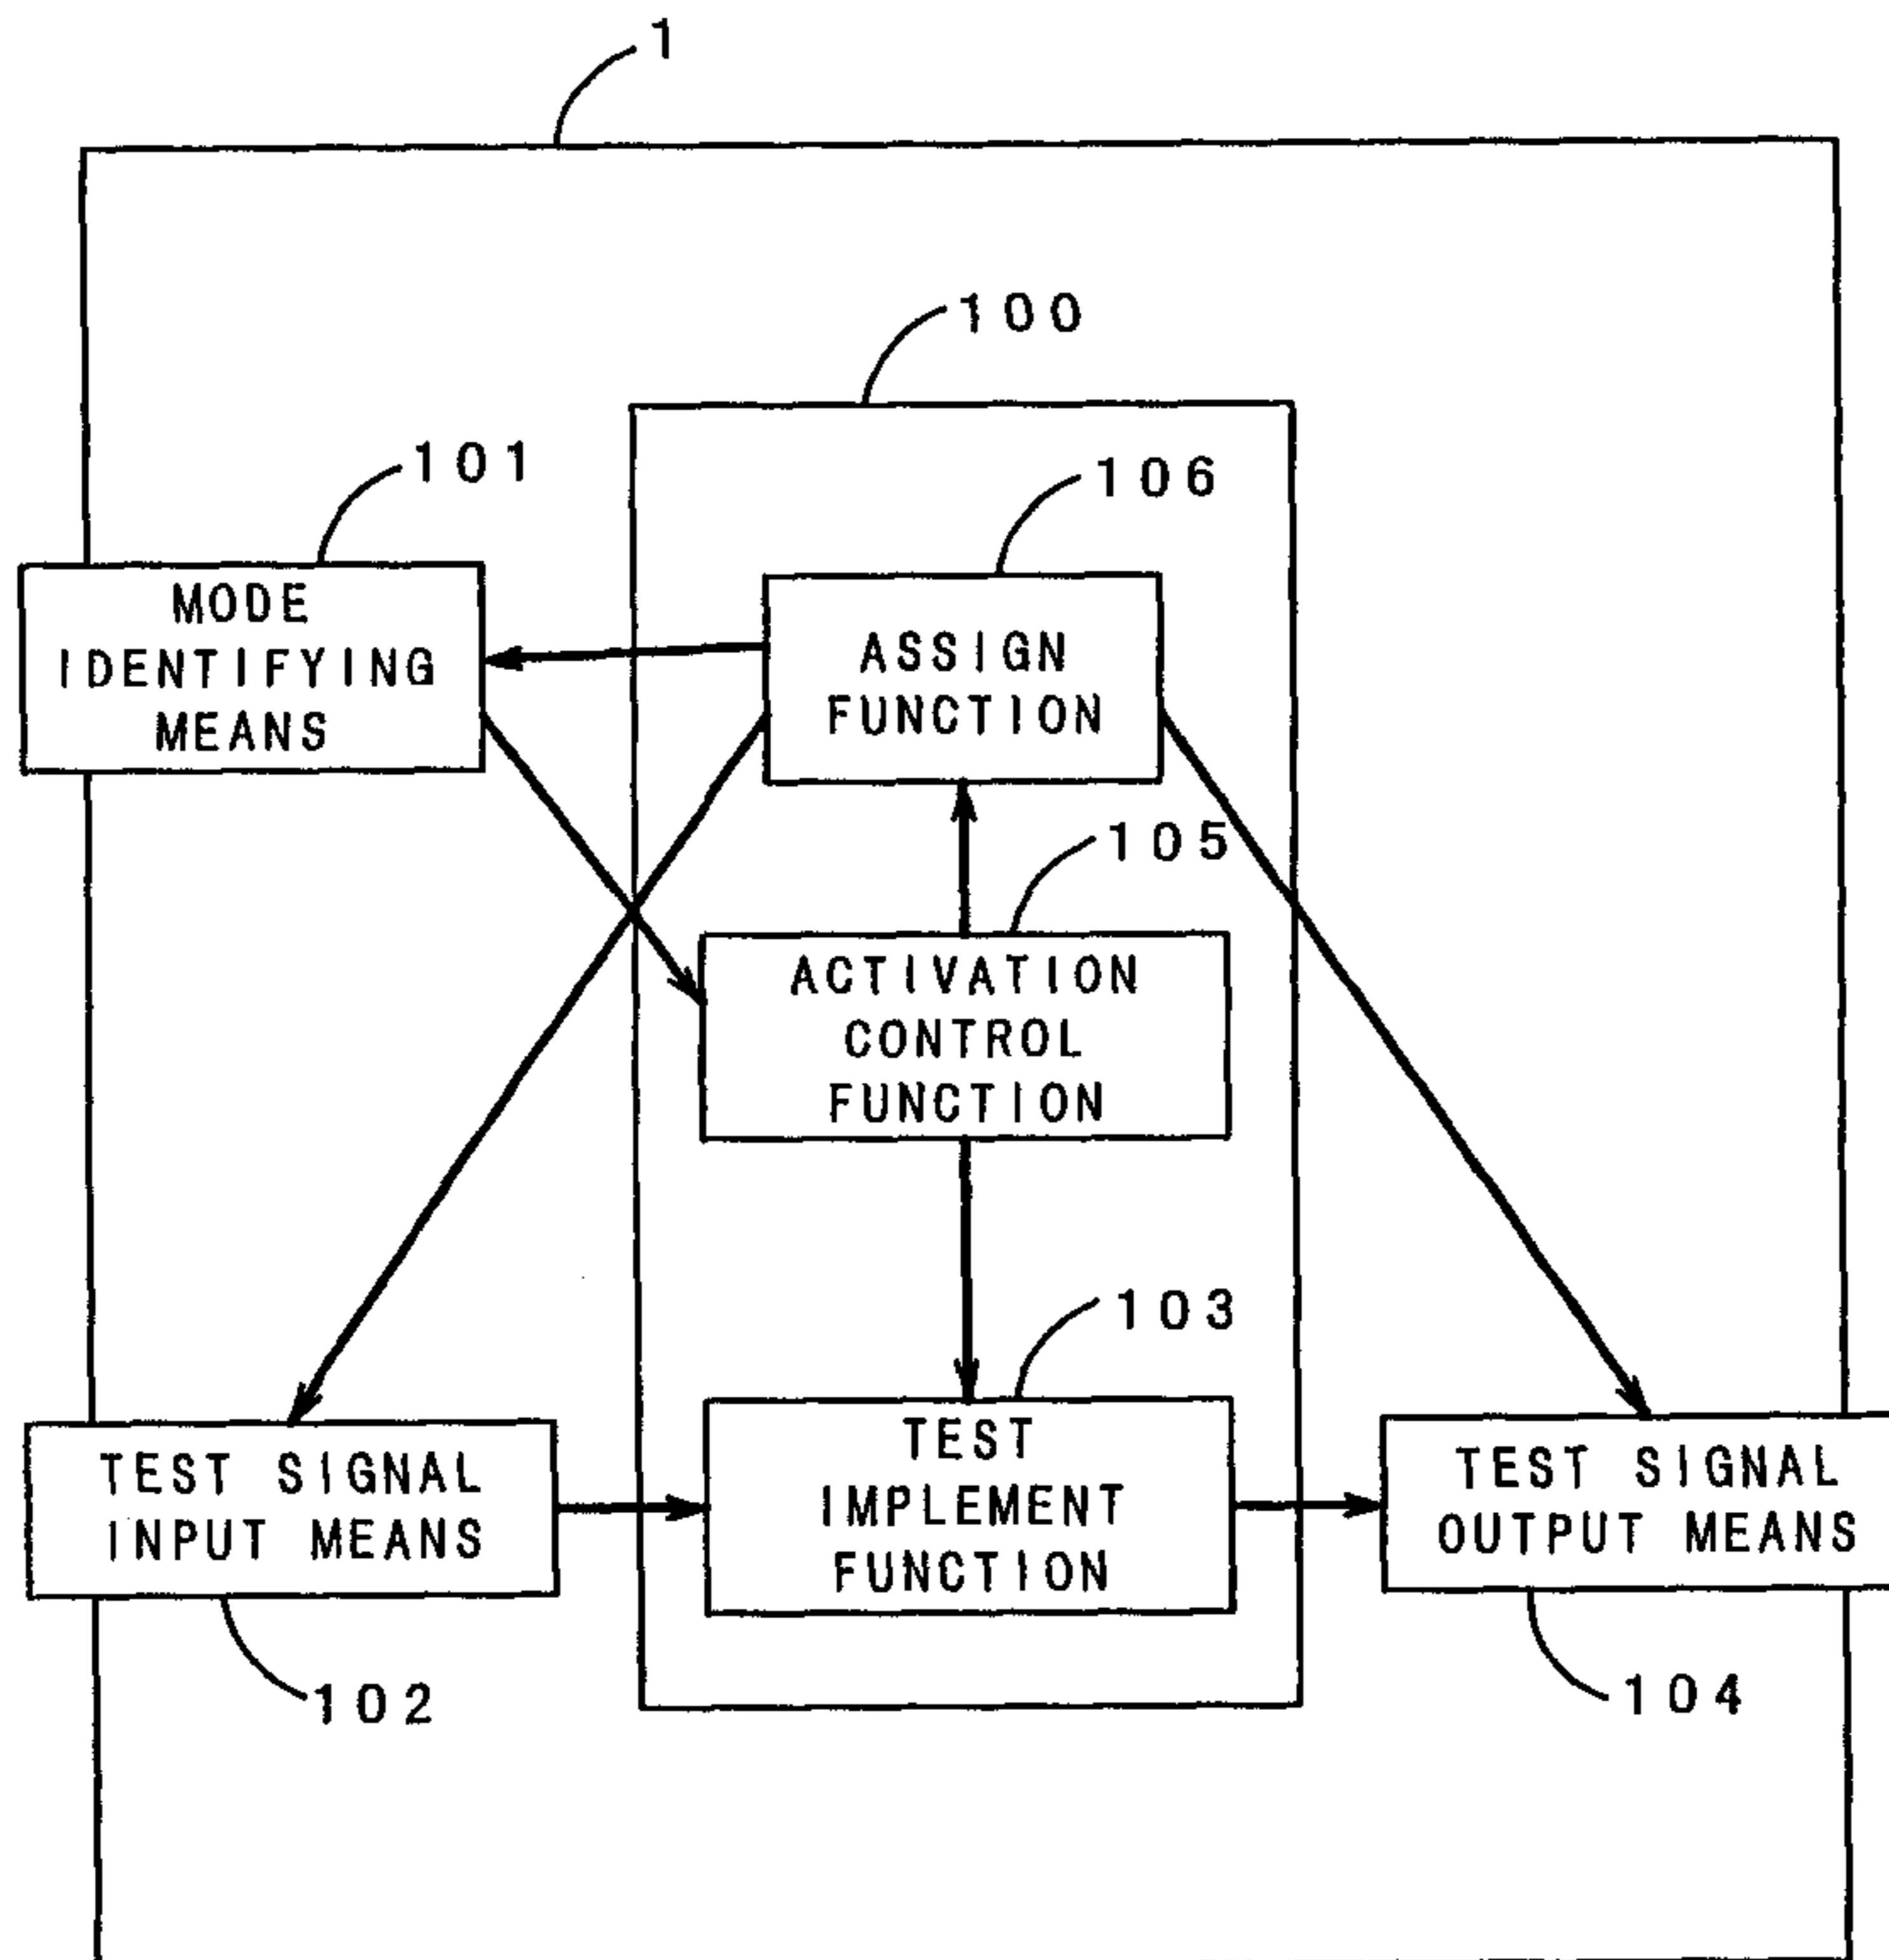 1
100
101
106
MODE
IDENTIFYING
MEANS
ASSIGN
FUNCTION
105
ACTIVATION
CONTROL
FUNCTION
103
TEST SIGNAL
INPUT MEANS
TEST
IMPLEMENT
FUNCTION
TEST SIGNAL
OUTPUT MEANS
102
104